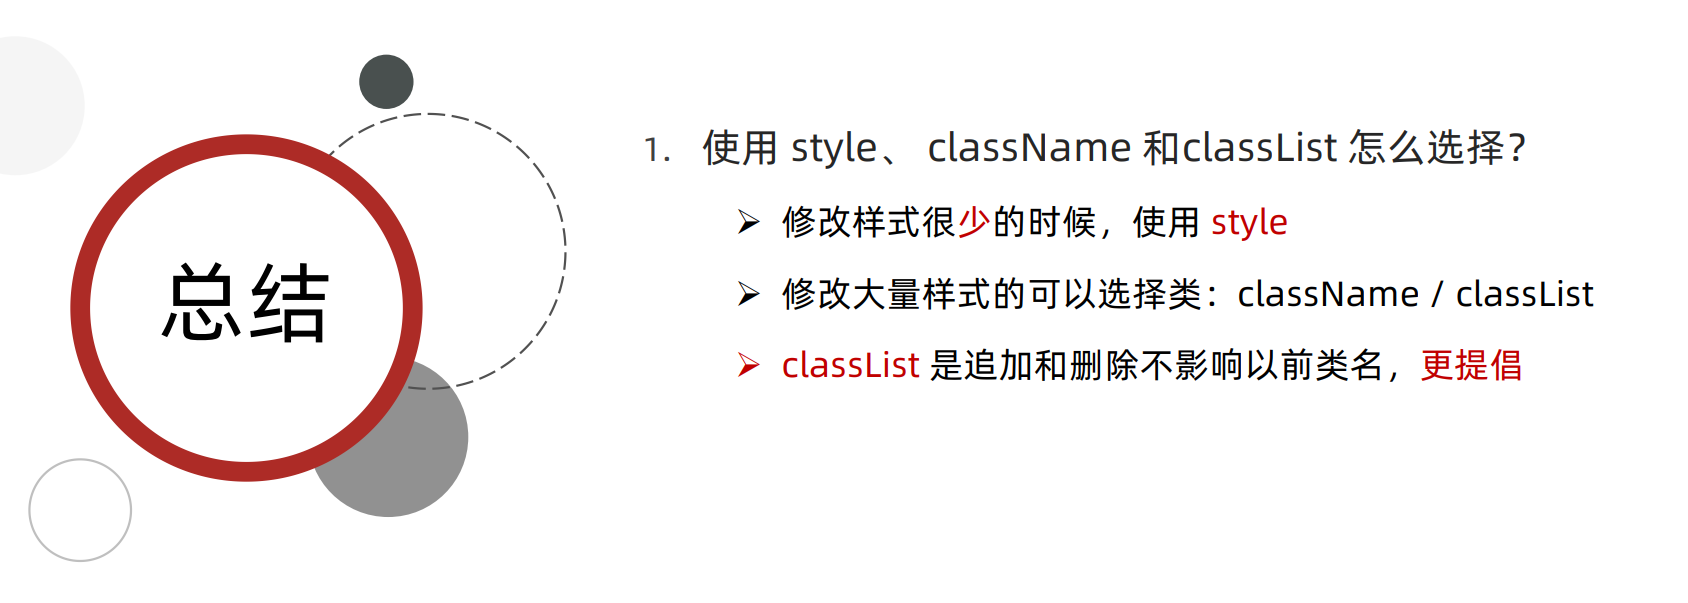 总结
1. 使用 style、 className 和classList 怎么选择？
➢ 修改样式很少的时候，使用 style
➢ 修改大量样式的可以选择类：className / classList
➢ classList 是追加和删除不影响以前类名，更提倡